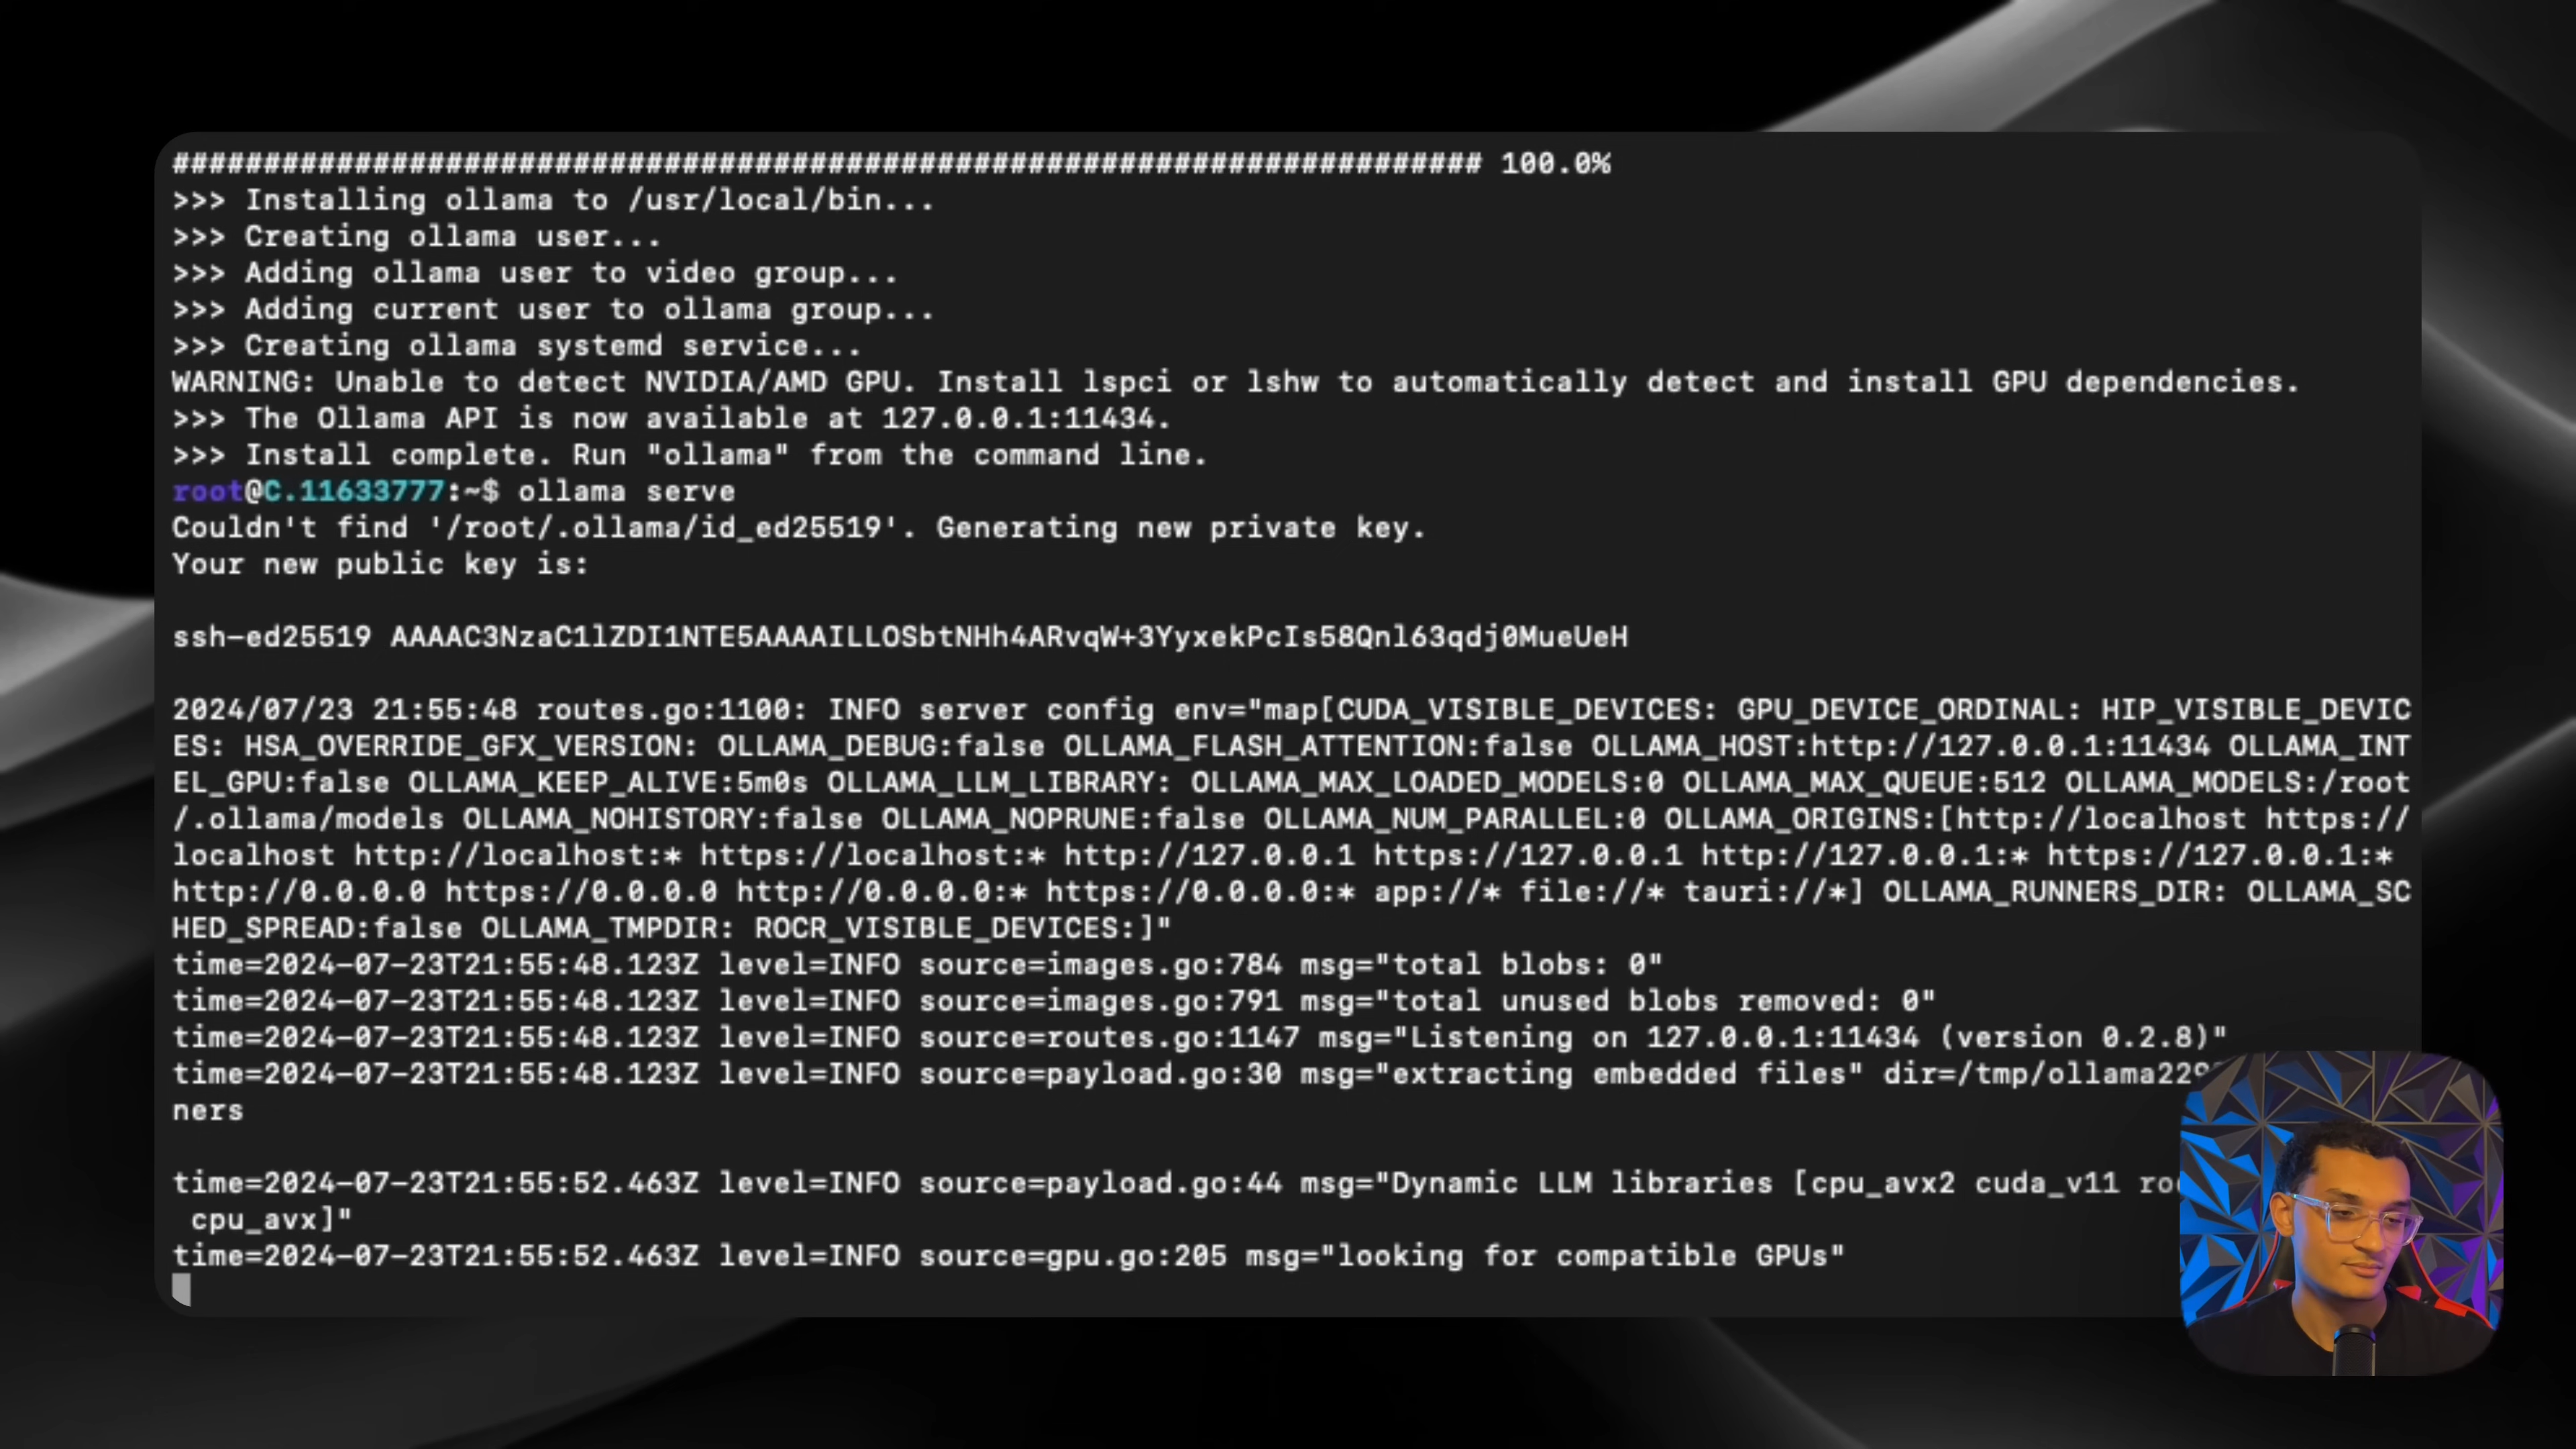 ######################################################################## 100.0%
>>> Installing ollama to /usr/local/bin...
>>> Creating ollama user...
>>> Adding ollama user to video group...
>>> Adding current user to ollama group...
>>> Creating ollama systemd service...
WARNING: Unable to detect NVIDIA/AMD GPU. Install lspci or lshw to automatically detect and install GPU dependencies.
>>> The Ollama API is now available at 127.0.0.1:11434.
>>> Install complete. Run "ollama" from the command line.
root@C.11633777:~$ ollama serve
Couldn't find '/root/.ollama/id_ed25519'. Generating new private key.
Your new public key is:
ssh-ed25519 AAAAC3NzaC1lZDI1NTE5AAAAILLOSbtNHh4ARvqW+3YyxekPcIs58Qnl63qdj0MueUeH
2024/07/23 21:55:48 routes.go:1100: INFO server config env="map[CUDA_VISIBLE_DEVICES: GPU_DEVICE_ORDINAL: HIP_VISIBLE_DEVIC
ES: HSA_OVERRIDE_GFX_VERSION: OLLAMA_DEBUG:false OLLAMA_FLASH_ATTENTION:false OLLAMA_HOST:http://127.0.0.1:11434 OLLAMA_INT
EL_GPU:false OLLAMA_KEEP_ALIVE:5m0s OLLAMA_LLM_LIBRARY: OLLAMA_MAX_LOADED_MODELS:0 OLLAMA_MAX_QUEUE:512 OLLAMA_MODELS:/root
/.ollama/models OLLAMA_NOHISTORY:false OLLAMA_NOPRUNE:false OLLAMA_NUM_PARALLEL:0 OLLAMA_ORIGINS:[http://localhost https://
localhost http://localhost:* https://localhost:* http://127.0.0.1 https://127.0.0.1 http://127.0.0.1:* https://127.0.0.1:*
http://0.0.0.0 https://0.0.0.0 http://0.0.0.0:* https://0.0.0.0:* app://* file://* tauri://*] OLLAMA_RUNNERS_DIR: OLLAMA_SC
HED_SPREAD:false OLLAMA_TMPDIR: ROCR_VISIBLE_DEVICES:]"
time=2024-07-23T21:55:48.123Z level=INFO source=images.go:784 msg="total blobs: 0"
time=2024-07-23T21:55:48.123Z level=INFO source=images.go:791 msg="total unused blobs removed: 0"
time=2024-07-23T21:55:48.123Z level=INFO source=routes.go:1147 msg="Listening on 127.0.0.1:11434 (version 0.2.8)"
time=2024-07-23T21:55:48.123Z level=INFO source=payload.go:30 msg="extracting embedded files" dir=/tmp/ollama229
ners
time=2024-07-23T21:55:52.463Z level=INFO source=payload.go:44 msg="Dynamic LLM libraries [cpu_avx2 cuda_v11
cpu_avx]"
time=2024-07-23T21:55:52.463Z level=INFO source=gpu.go:205 msg="looking for compatible GPUs"